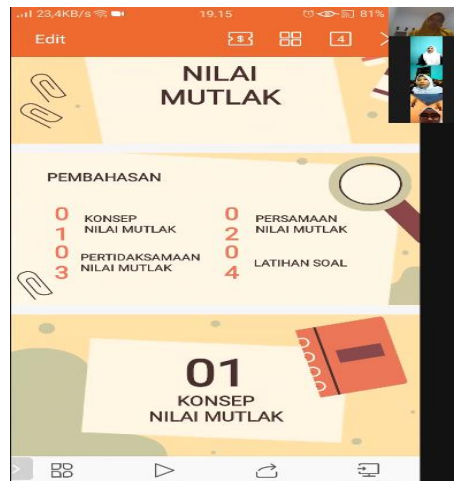 23,4KB/s
19.15
81%
Edit
$
4
NILAI
MUTLAK
PEMBAHASAN
01
KONSEP
NILAI MUTLAK
02
PERSAMAAN
NILAI MUTLAK
03
PERTIDAKSAMAAN
NILAI MUTLAK
04
LATIHAN SOAL
01
KONSEP
NILAI MUTLAK